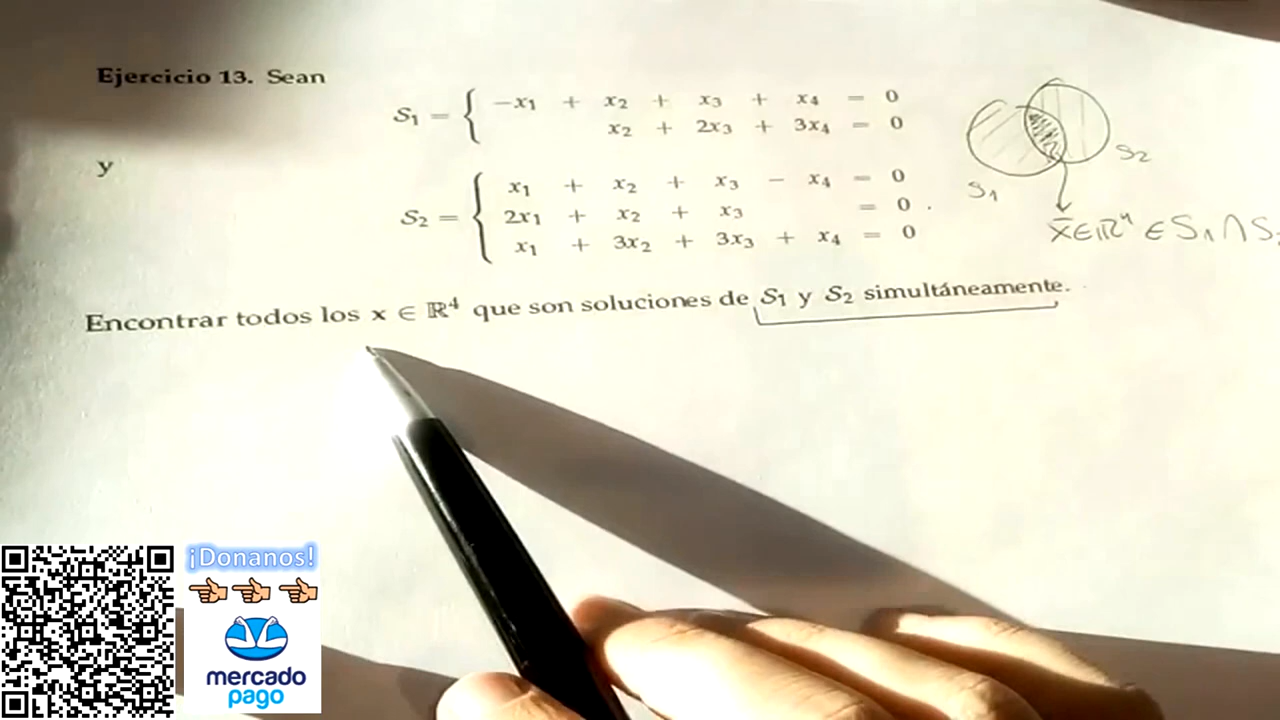 Ejercicio 13. Sean
S₁ = { −x₁ + x₂ + x₃ + x₄ = 0
x₂ + 2x₃ + 3x₄ = 0
y
S₂ = { x₁ + x₂ + x₃ − x₄ = 0
2x₁ + x₂ + x₃ = 0 .
x₁ + 3x₂ + 3x₃ + x₄ = 0
S₁
S₂
x̄ ∈ ℝ⁴ ∈ S₁ ∩ S₂
Encontrar todos los x ∈ ℝ⁴ que son soluciones de S₁ y S₂ simultáneamente.
¡Donanos!
mercado
pago